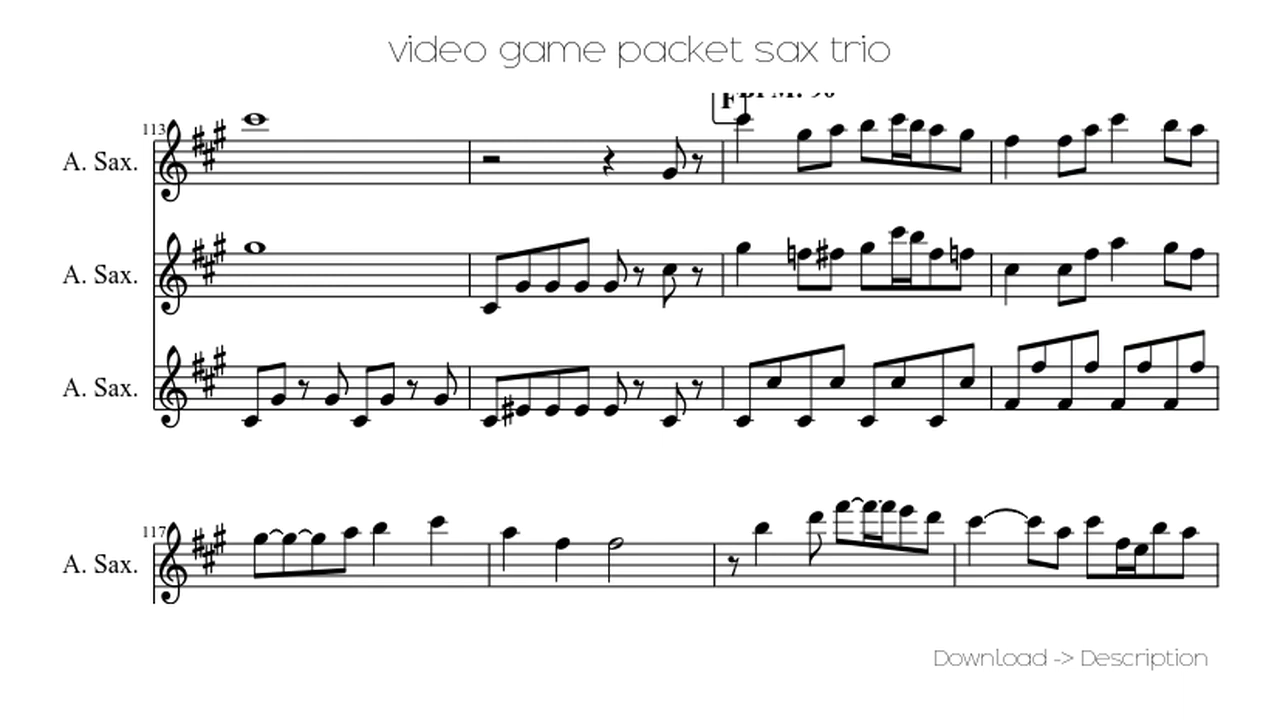 video game packet sax trio
F
113
A. Sax.
A. Sax.
A. Sax.
117
A. Sax.
Download -> Description